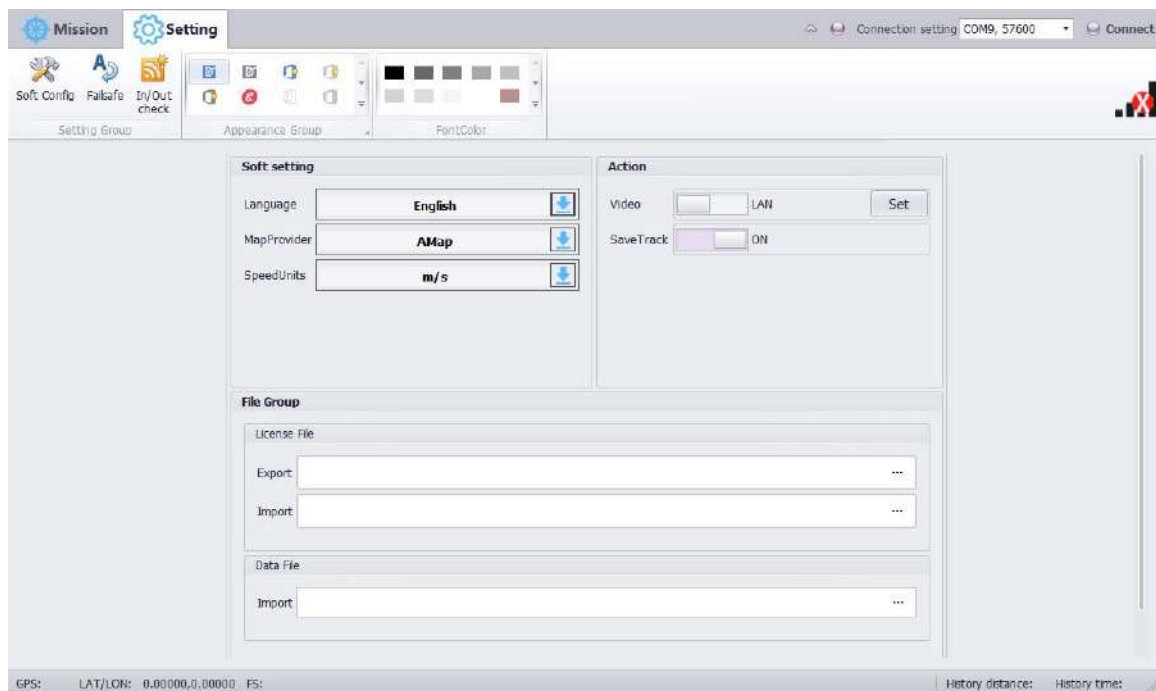 Mission Setting Connection setting COM9, 57600 Connect
Soft Config Failsafe In/Out
check
Setting Group Appearance Group FontColor
Soft setting
Language English
MapProvider AMap
SpeedUnits m/s
Action
Video LAN Set
SaveTrack ON
File Group
License File
Export ...
Import ...
Data File
Import ...
GPS: LAT/LON: 0.00000,0.00000 FS: History distance: History time: